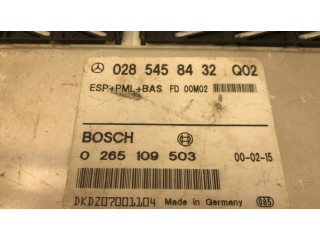 028 545 84 32 Q02
ESP+PML+BAS FD 00M02
BOSCH
0 265 109 503 00-02-15
DKDZ07001104 Made in Germany 085